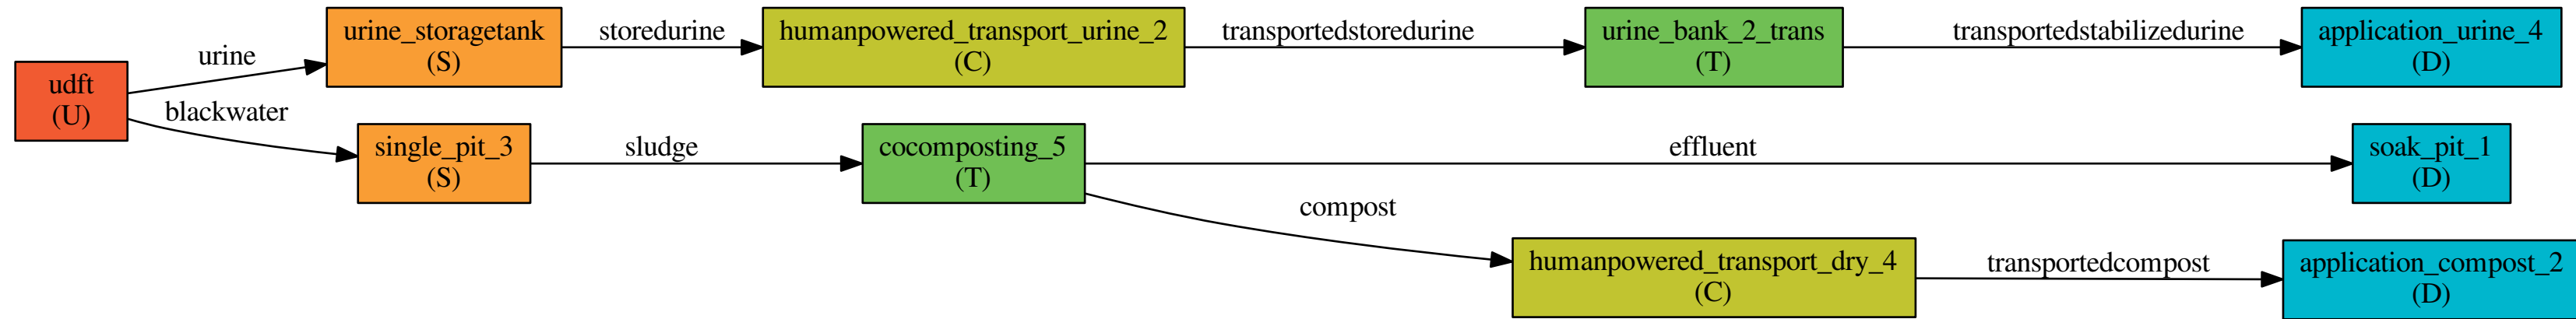 udft
(U)
urine
blackwater
urine_storagetank
(S)
storedurine
humanpowered_transport_urine_2
(C)
transportedstoredurine
urine_bank_2_trans
(T)
transportedstabilizedurine
application_urine_4
(D)
single_pit_3
(S)
sludge
cocomposting_5
(T)
effluent
soak_pit_1
(D)
compost
humanpowered_transport_dry_4
(C)
transportedcompost
application_compost_2
(D)